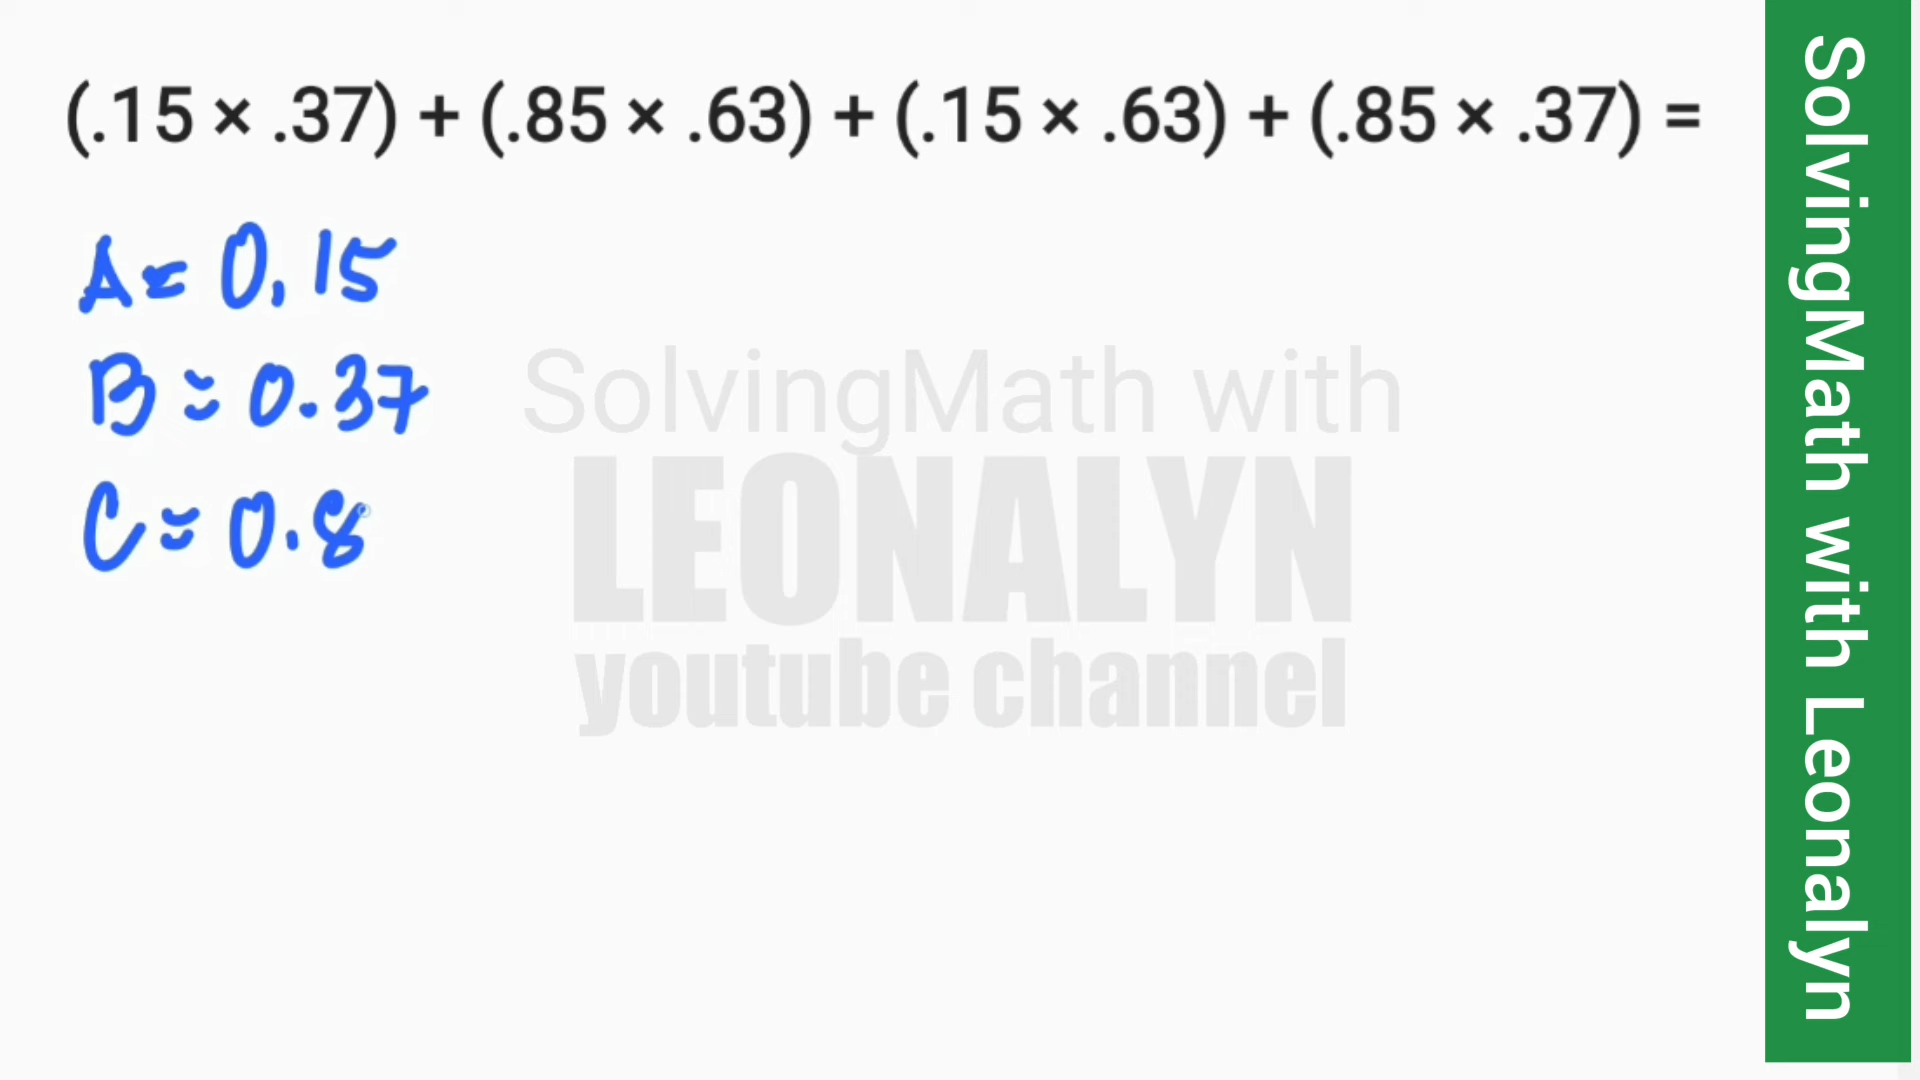 (.15 × .37) + (.85 × .63) + (.15 × .63) + (.85 × .37) =
A = 0.15
B = 0.37
C = 0.8
SolvingMath with
LEONALYN
youtube channel
SolvingMath with Leonalyn